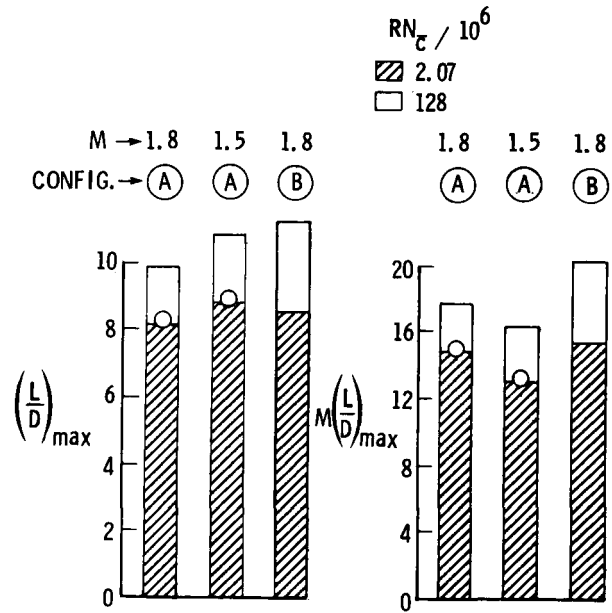 RN_c̄ / 10^6
2.07
128
M → 1.8 1.5 1.8 1.8 1.5 1.8
CONFIG. → A A B A A B
10
8
6
4
2
0
(L/D)max
20
16
12
8
4
0
M(L/D)max